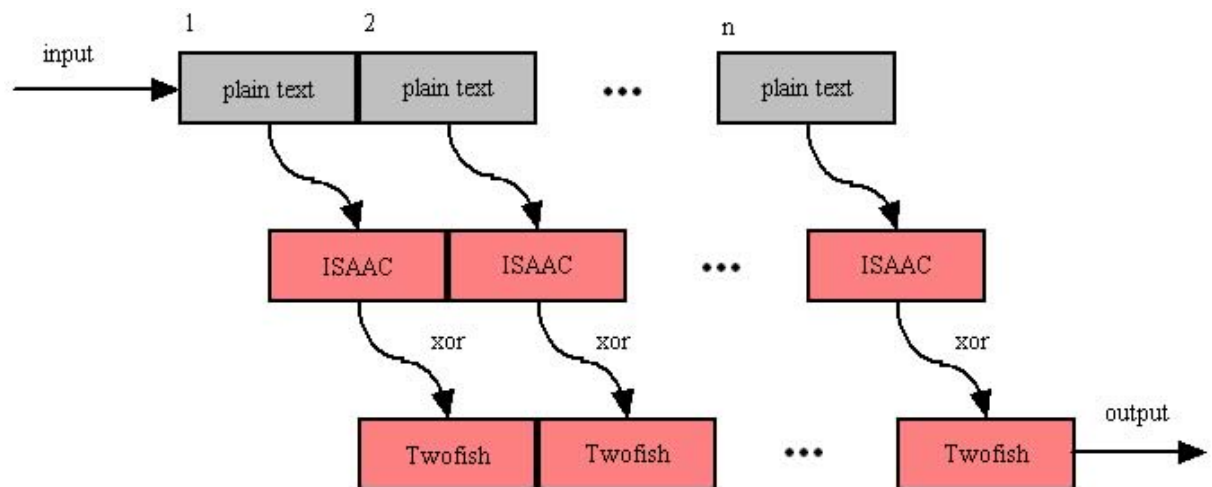 1 2 n
input
plain text plain text ••• plain text
ISAAC ISAAC ••• ISAAC
xor xor xor
output
Twofish Twofish ••• Twofish